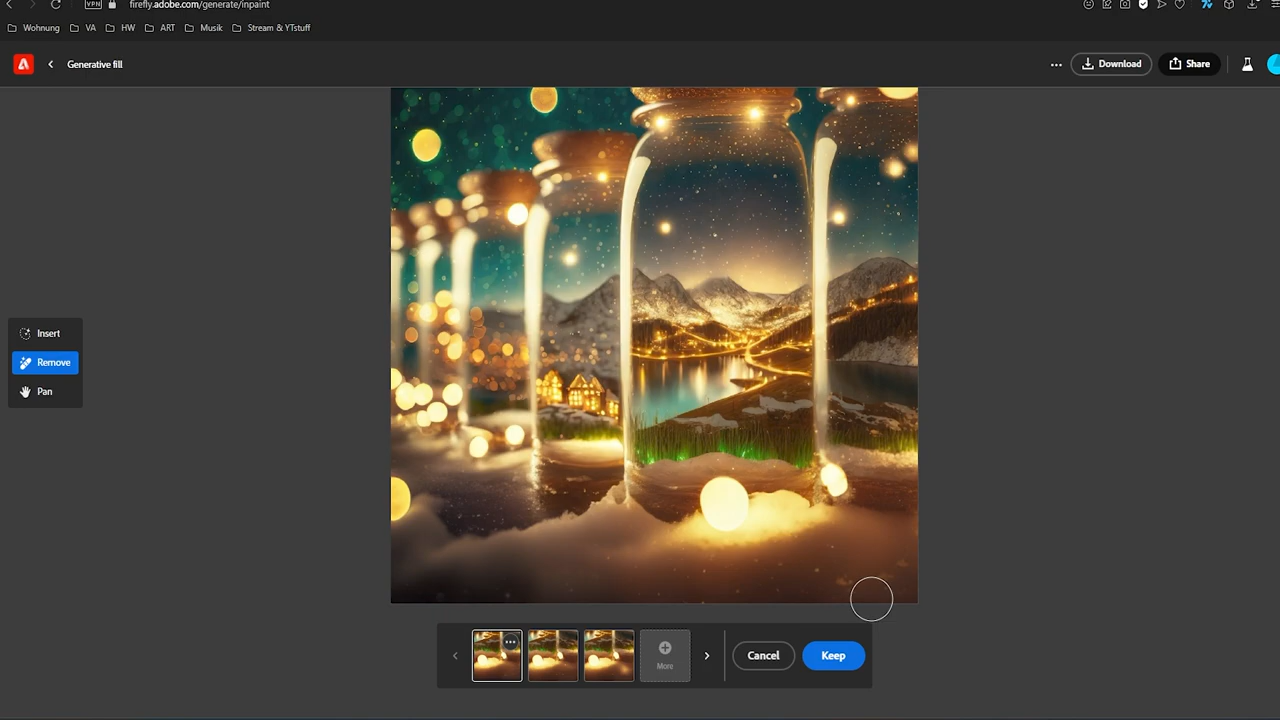 VPN firefly.adobe.com/generate/inpaint
Wohnung VA HW ART Musik Stream & YTstuff
Generative fill Download Share
Insert
Remove
Pan
More Cancel Keep